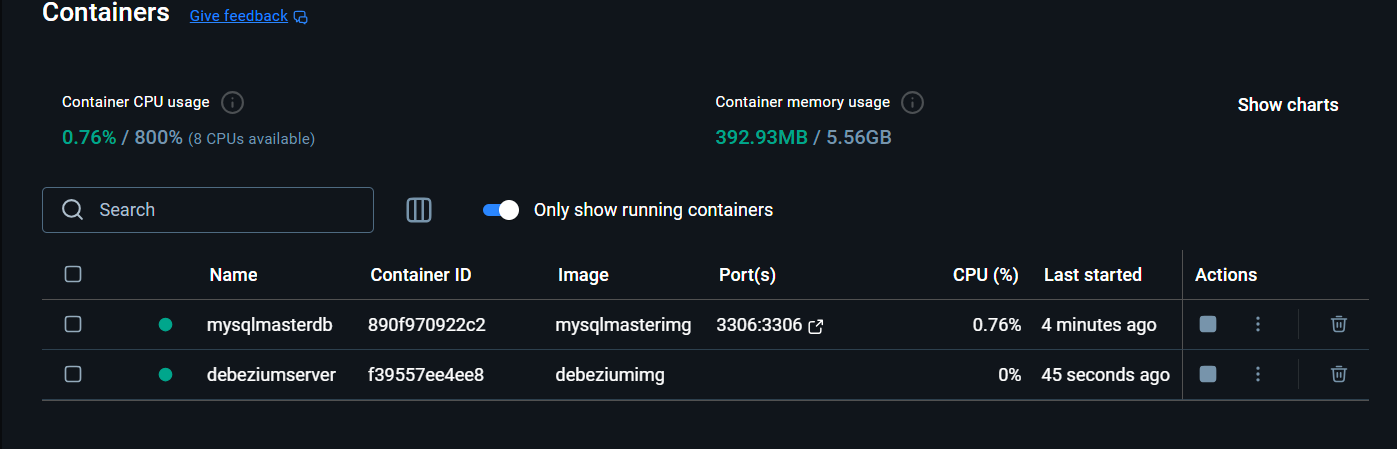 Containers Give feedback
Container CPU usage Container memory usage Show charts
0.76% / 800% (8 CPUs available) 392.93MB / 5.56GB
Search Only show running containers
Name Container ID Image Port(s) CPU (%) Last started Actions
mysqlmasterdb 890f970922c2 mysqlmasterimg 3306:3306 0.76% 4 minutes ago
debeziumserver f39557ee4ee8 debeziumimg 0% 45 seconds ago